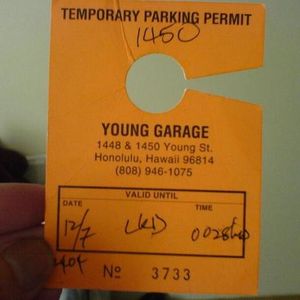 TEMPORARY PARKING PERMIT
1450
YOUNG GARAGE
1448 & 1450 Young St.
Honolulu, Hawaii 96814
(808) 946-1075
VALID UNTIL
DATE TIME
12/7 LKD
No 3733